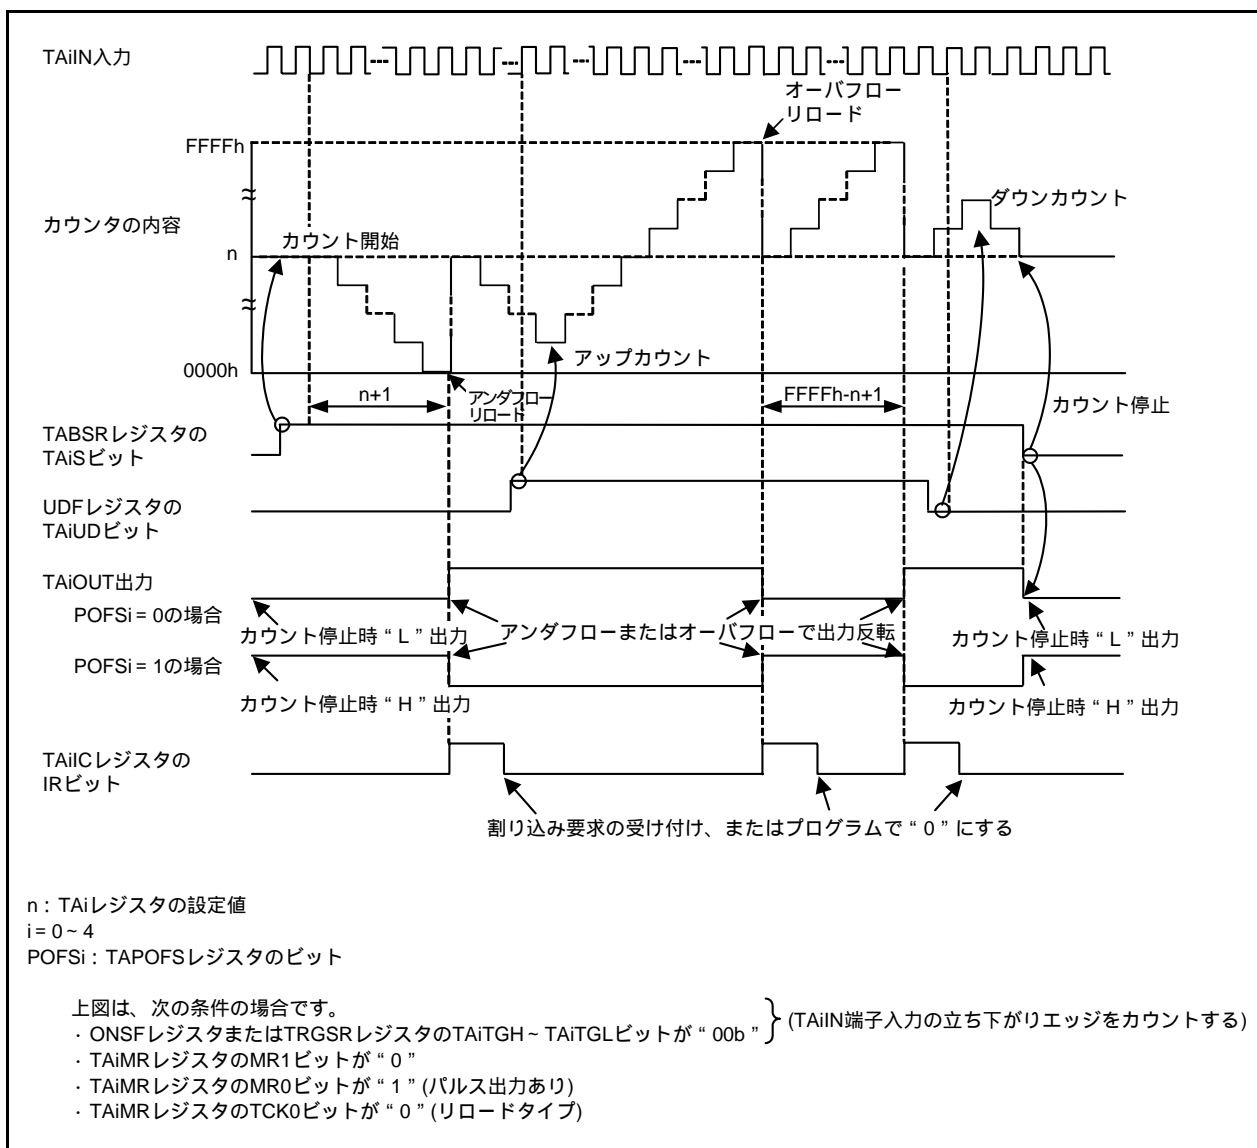 TAiIN入力
オーバフロー
リロード
FFFFh
ダウンカウント
カウンタの内容
カウント開始
n
アップカウント
0000h
n+1
アンダフロー
リロード
FFFFh-n+1
カウント停止
TABSRレジスタの
TAiSビット
UDFレジスタの
TAiUDビット
TAiOUT出力
POFSi = 0の場合
カウント停止時 “ L ” 出力
アンダフローまたはオーバフローで出力反転
カウント停止時 “ L ” 出力
POFSi = 1の場合
カウント停止時 “ H ” 出力
カウント停止時 “ H ” 出力
TAiICレジスタの
IRビット
割り込み要求の受け付け、またはプログラムで “ 0 ” にする
n : TAiレジスタの設定値
i = 0 ~ 4
POFSi : TAPOFSレジスタのビット
上図は、次の条件の場合です。
· ONSFレジスタまたはTRGSRレジスタのTAiTGH ~ TAiTGLビットが “ 00b ” (TAiIN端子入力の立ち下がりエッジをカウントする)
· TAiMRレジスタのMR1ビットが “ 0 ”
· TAiMRレジスタのMR0ビットが “ 1 ” (パルス出力あり)
· TAiMRレジスタのTCK0ビットが “ 0 ” (リロードタイプ)